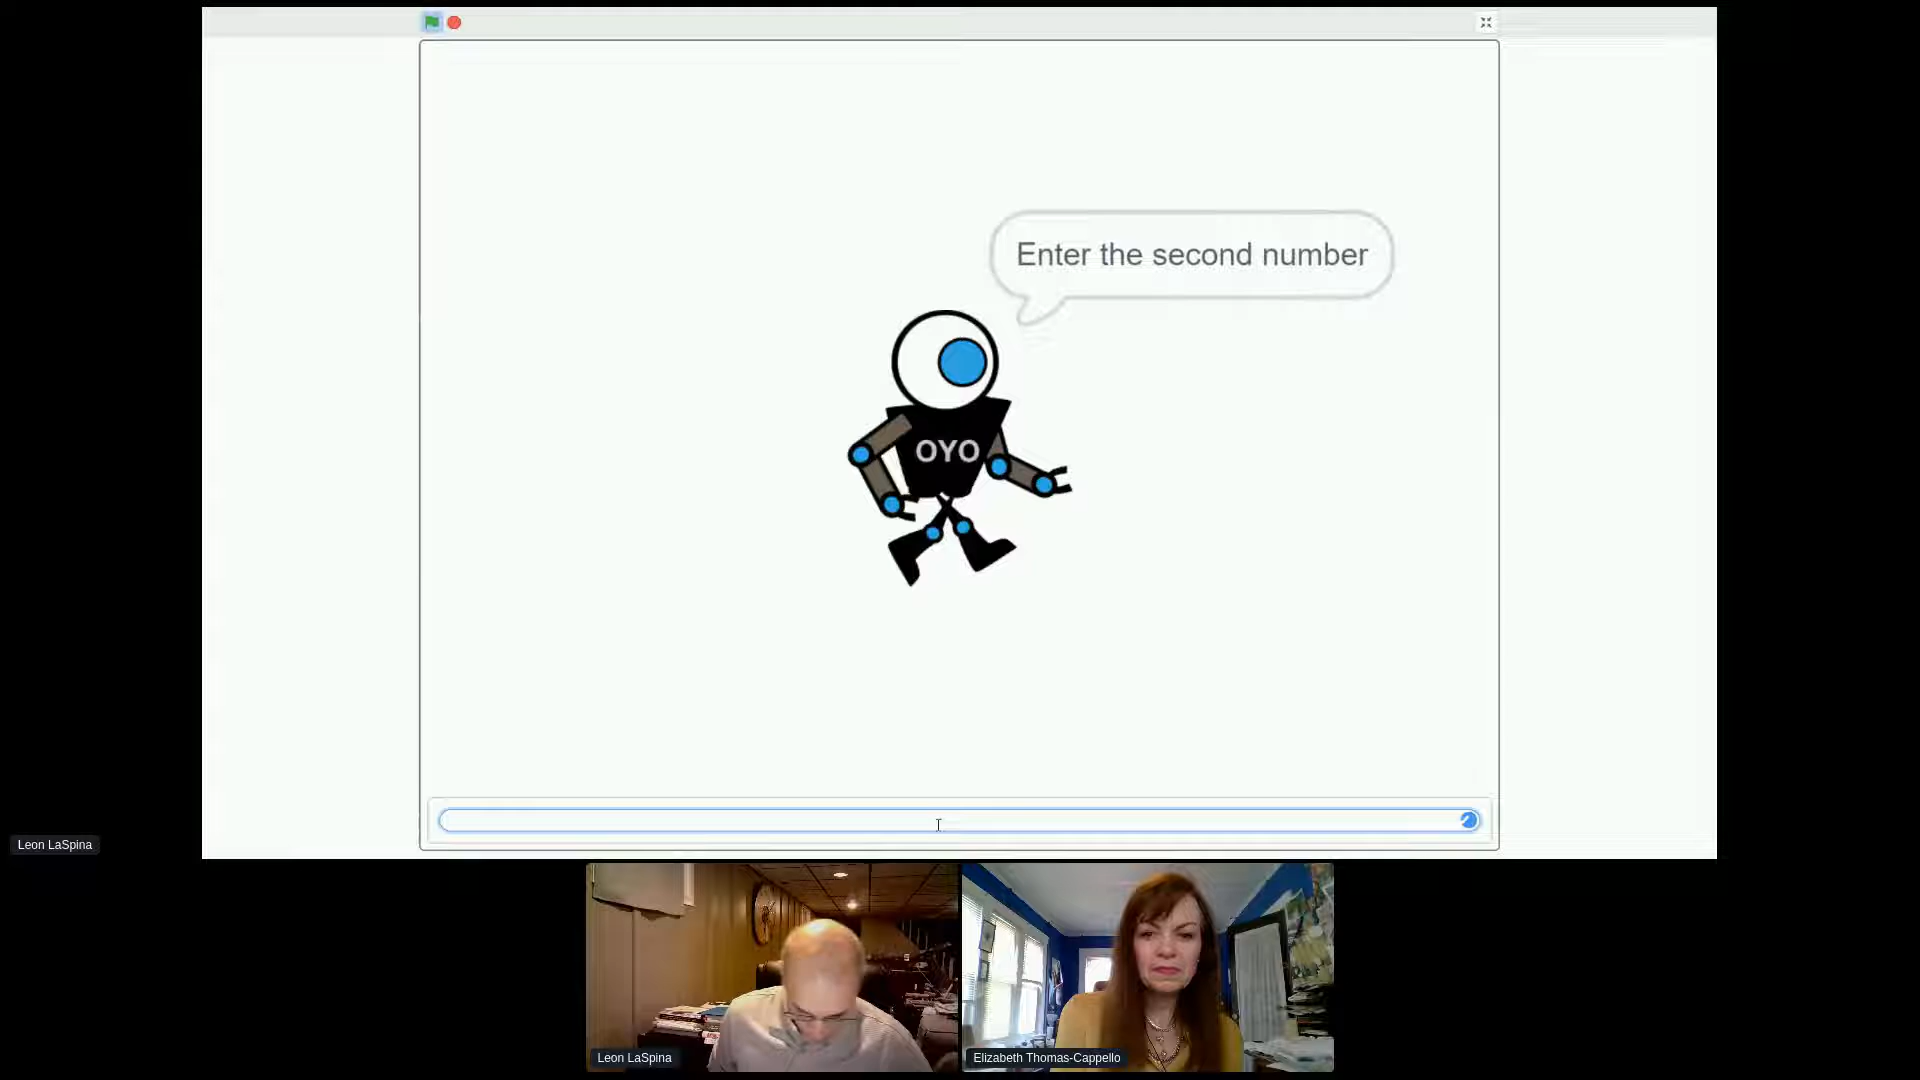 Enter the second number
OYO
Leon LaSpina
Leon LaSpina
Elizabeth Thomas-Cappello